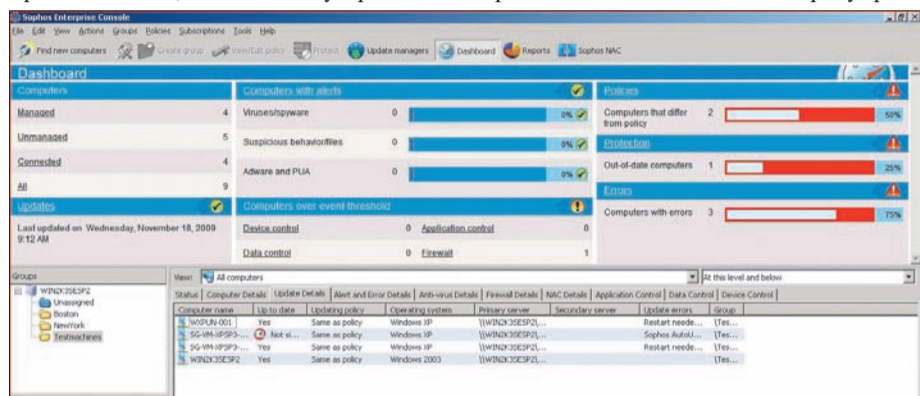 Sophos Enterprise Console
File Edit View Actions Groups Policies Subscriptions Tools Help
Find new computers Create group View/Edit policy Protect Update managers Dashboard Reports Sophos NAC
Dashboard
Computers
Managed 4
Unmanaged 5
Connected 4
All 9
Updates
Last updated on Wednesday, November 18, 2009
9:12 AM
Computers with alerts
Viruses/spyware 0 0%
Suspicious behavior/files 0 0%
Adware and PUA 0 0%
Computers over event threshold
Device control 0 Application control 0
Data control 0 Firewall 1
Policies
Computers that differ 2 50%
from policy
Protection
Out-of-date computers 1 25%
Errors
Computers with errors 3 75%
Groups
WIN2K3SESP2
Unassigned
Boston
NewYork
Testmachines
View: All computers At this level and below
Status Computer Details Update Details Alert and Error Details Anti-virus Details Firewall Details NAC Details Application Control Data Control Device Control
Computer name Up to date Updating policy Operating system Primary server Secondary server Update errors Group
WXPUN-001 Yes Same as policy Windows XP \\WIN2K3SESP2\... Restart neede... \Tes...
SG-VM-XPSP3-... Not si... Same as policy Windows XP \\WIN2K3SESP2\... Sophos AutoU... \Tes...
SG-VM-XPSP3-... Yes Same as policy Windows XP \\WIN2K3SESP2\... Restart neede... \Tes...
WIN2K3SESP2 Yes Same as policy Windows 2003 \\WIN2K3SESP2\... \Tes...